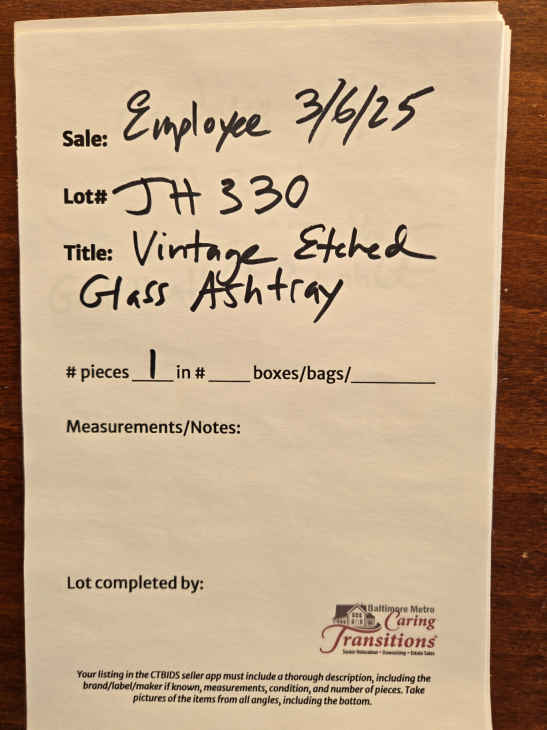 Sale: Employee 3/6/25
Lot# JH 330
Title: Vintage Etched
Glass Ashtray
# pieces 1 in # ____ boxes/bags/________
Measurements/Notes:
Lot completed by:
Baltimore Metro
Caring
Transitions
Senior Relocation • Downsizing • Estate Sales
Your listing in the CTBIDS seller app must include a thorough description, including the
brand/label/maker if known, measurements, condition, and number of pieces. Take
pictures of the items from all angles, including the bottom.